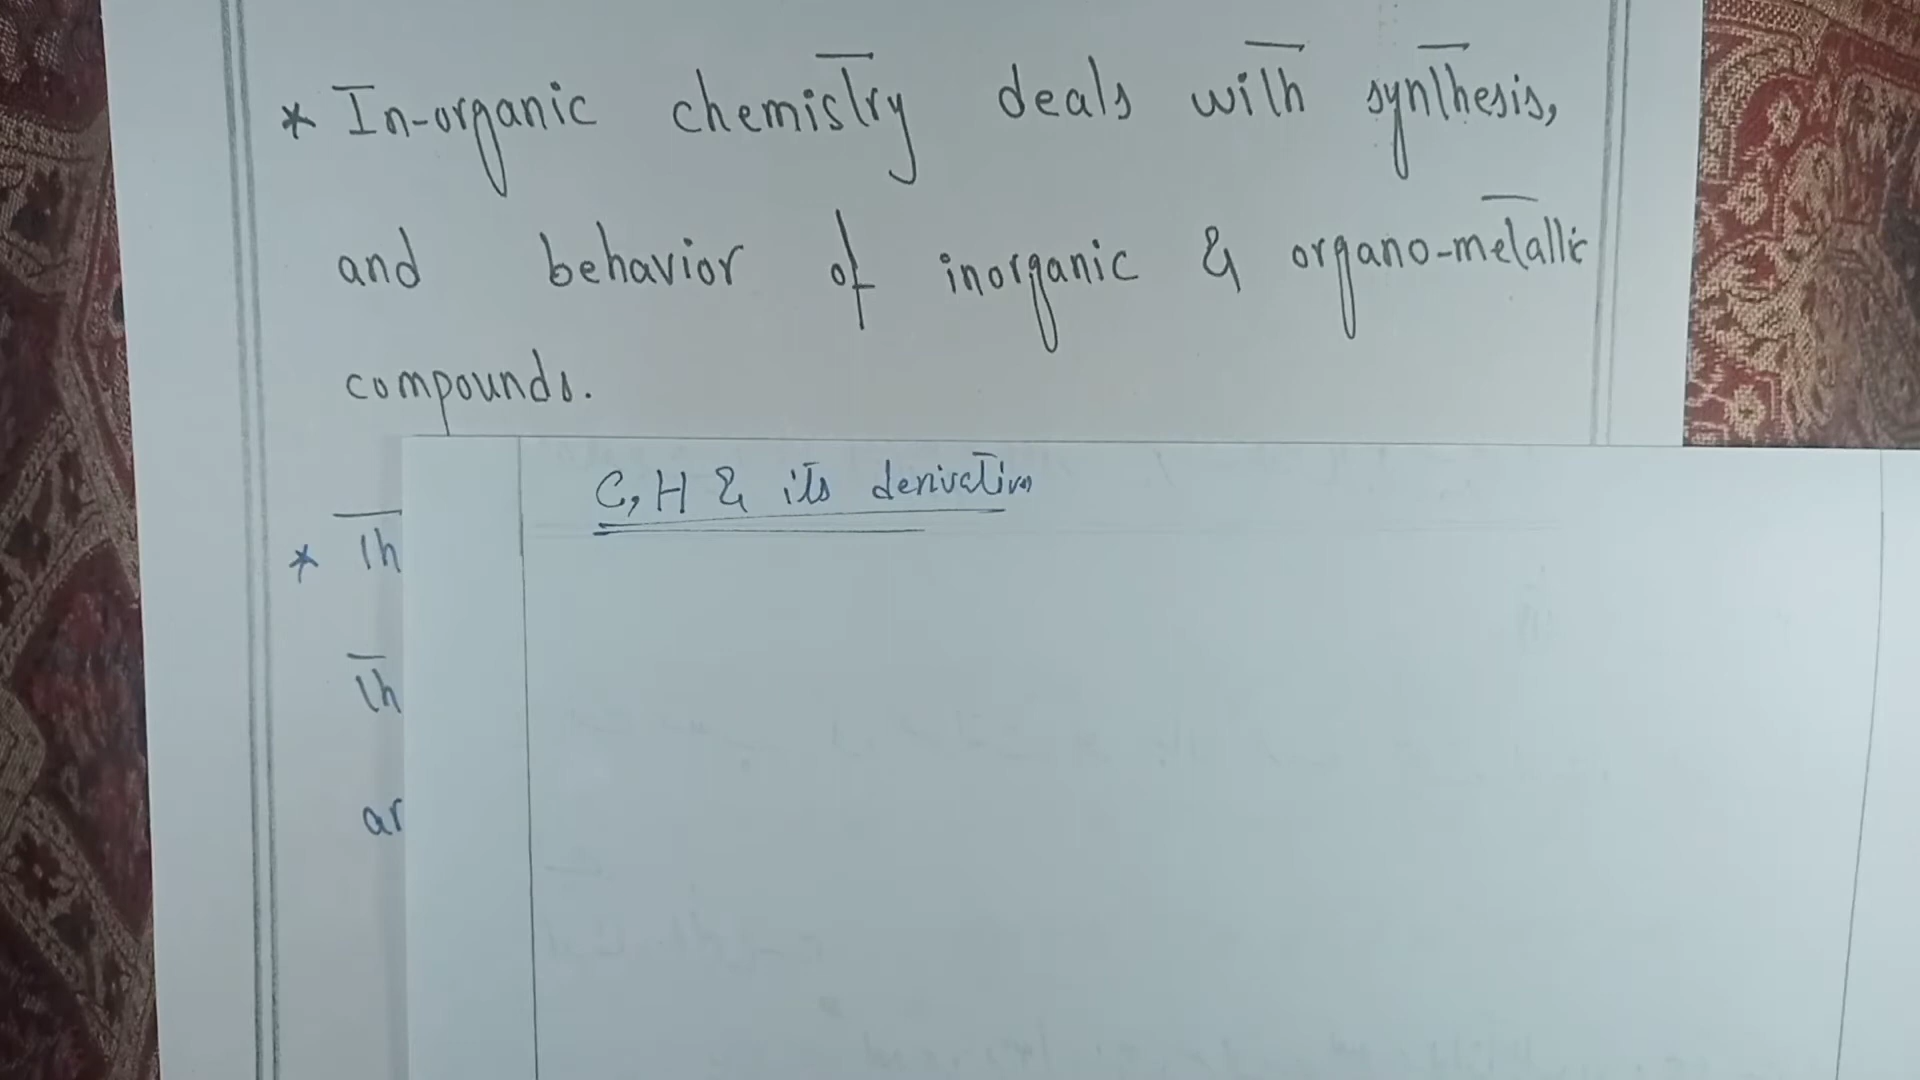 * In-organic chemistry deals with synthesis,
and behavior of inorganic & organo-metallic
compounds.
C, H & its derivatives
* Th
th
ar